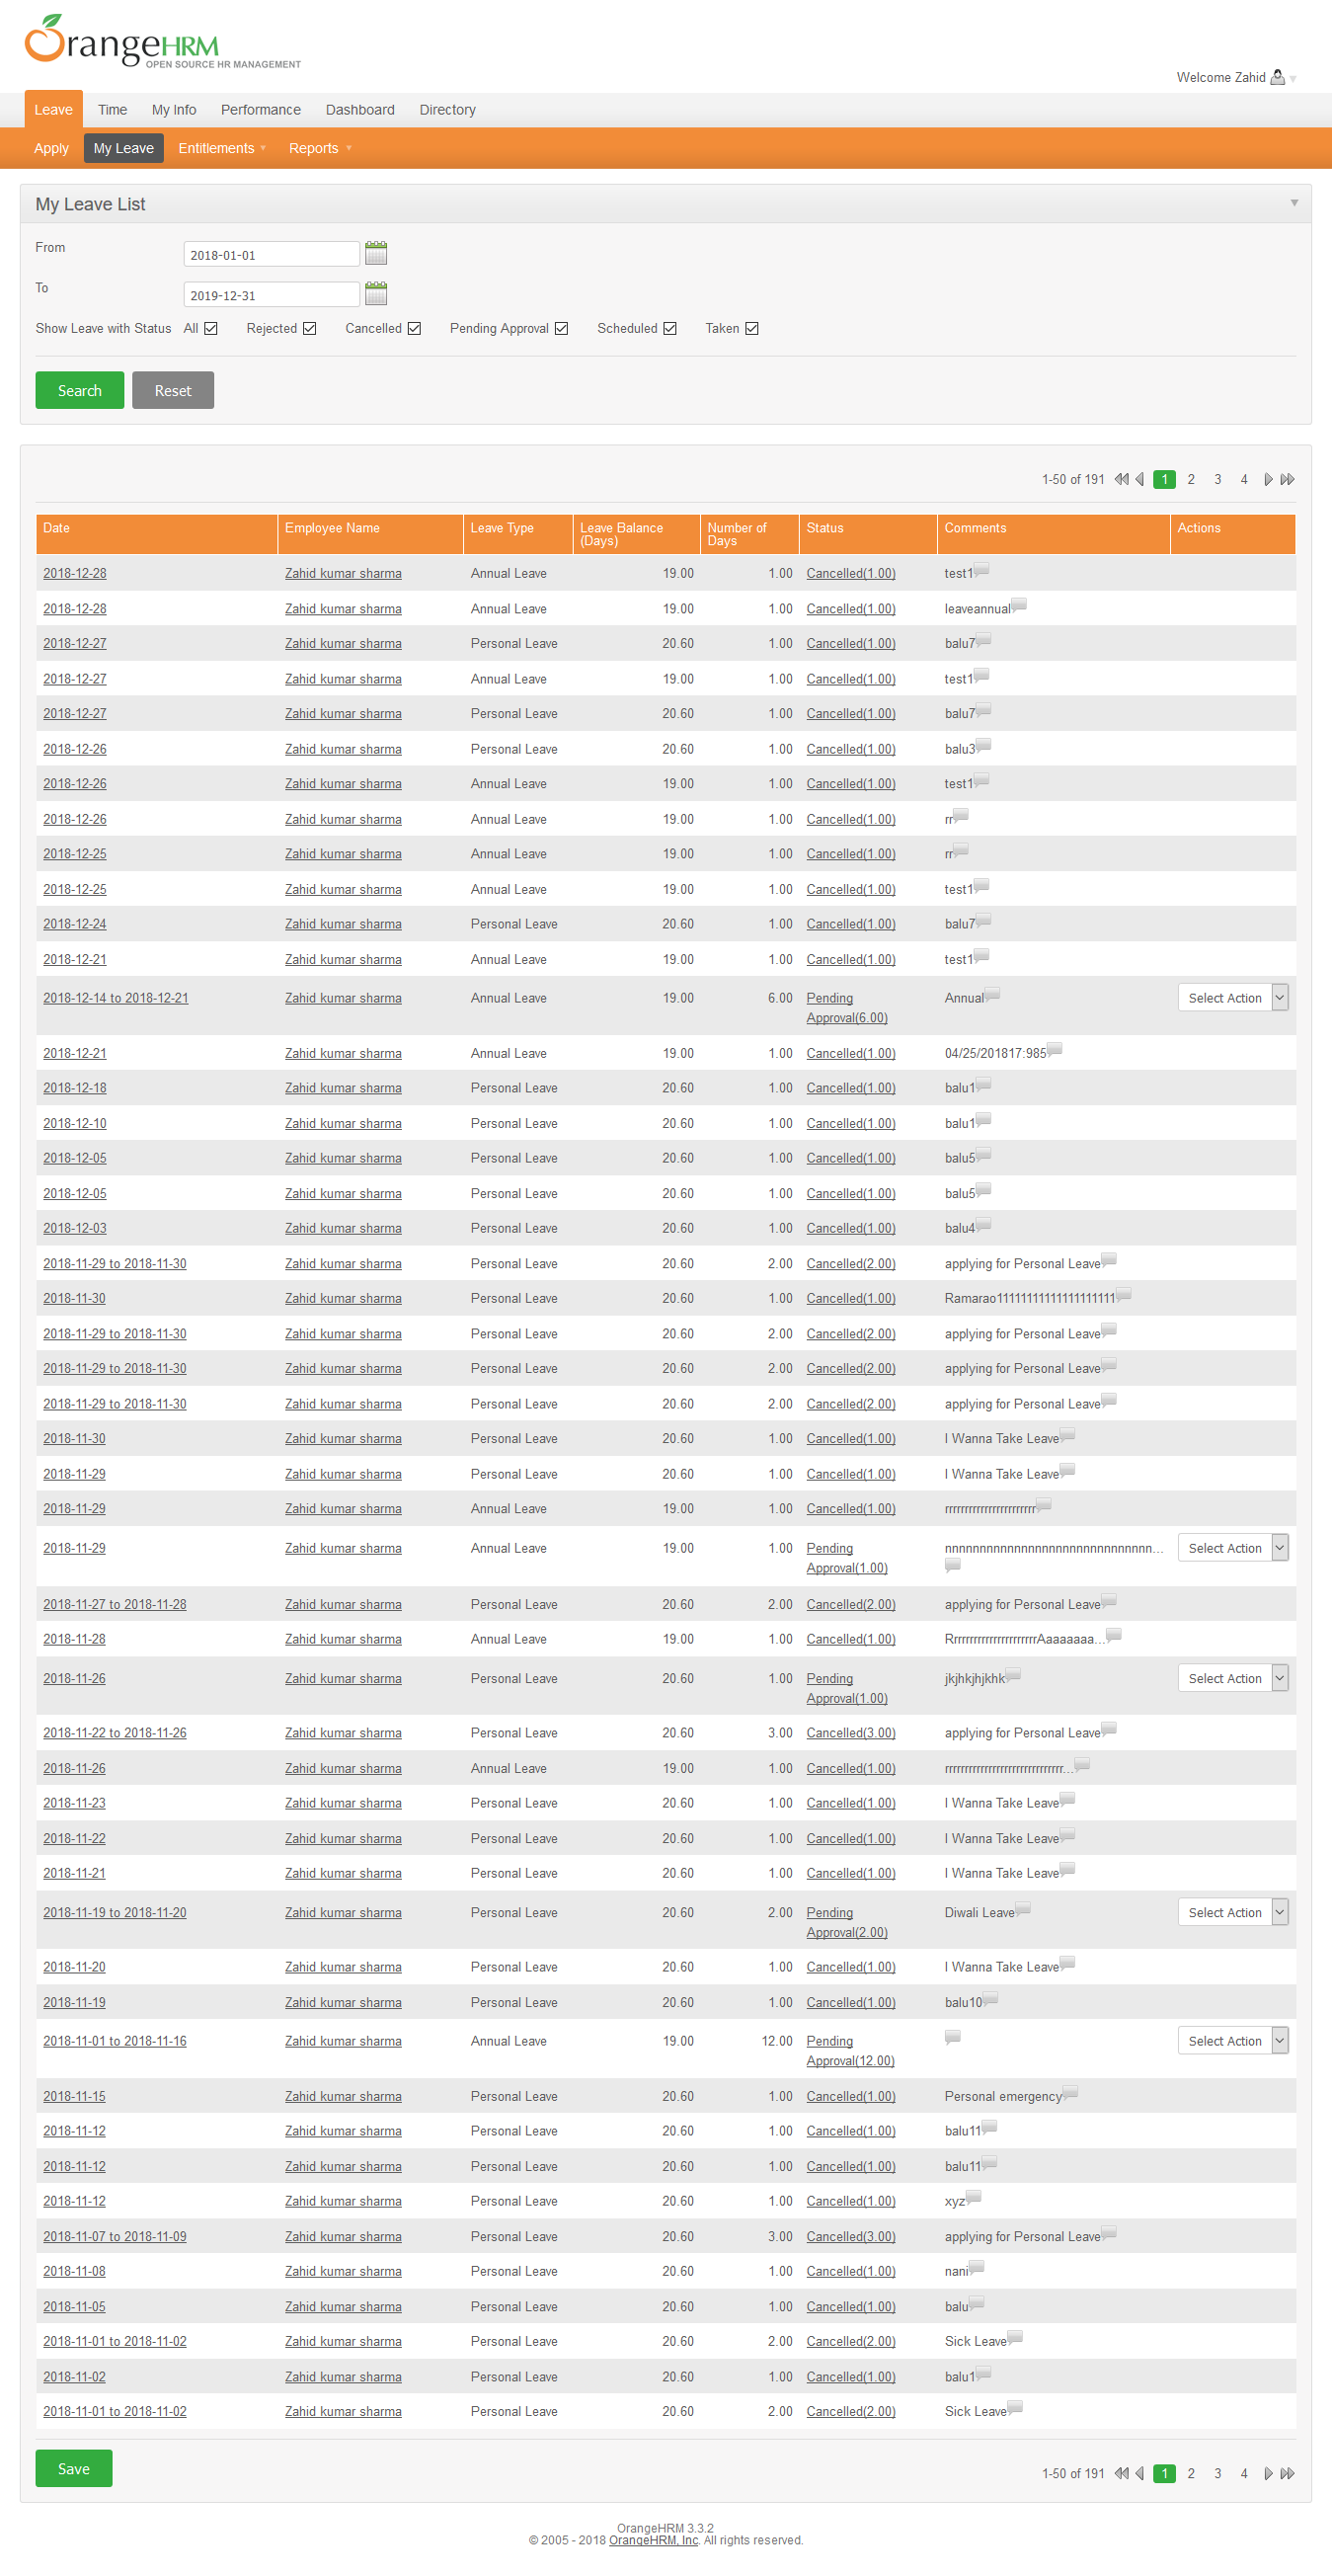 OrangeHRM
OPEN SOURCE HR MANAGEMENT
Welcome Zahid
Leave Time My Info Performance Dashboard Directory
Apply My Leave Entitlements Reports
My Leave List
From 2018-01-01
To 2019-12-31
Show Leave with Status All Rejected Cancelled Pending Approval Scheduled Taken
Search Reset
1-50 of 191 1 2 3 4
Date Employee Name Leave Type Leave Balance (Days) Number of Days Status Comments Actions
2018-12-28 Zahid kumar sharma Annual Leave 19.00 1.00 Cancelled(1.00) test1
2018-12-28 Zahid kumar sharma Annual Leave 19.00 1.00 Cancelled(1.00) leaveannual
2018-12-27 Zahid kumar sharma Personal Leave 20.60 1.00 Cancelled(1.00) balu7
2018-12-27 Zahid kumar sharma Annual Leave 19.00 1.00 Cancelled(1.00) test1
2018-12-27 Zahid kumar sharma Personal Leave 20.60 1.00 Cancelled(1.00) balu7
2018-12-26 Zahid kumar sharma Personal Leave 20.60 1.00 Cancelled(1.00) balu3
2018-12-26 Zahid kumar sharma Annual Leave 19.00 1.00 Cancelled(1.00) test1
2018-12-26 Zahid kumar sharma Annual Leave 19.00 1.00 Cancelled(1.00) rr
2018-12-25 Zahid kumar sharma Annual Leave 19.00 1.00 Cancelled(1.00) rr
2018-12-25 Zahid kumar sharma Annual Leave 19.00 1.00 Cancelled(1.00) test1
2018-12-24 Zahid kumar sharma Personal Leave 20.60 1.00 Cancelled(1.00) balu7
2018-12-21 Zahid kumar sharma Annual Leave 19.00 1.00 Cancelled(1.00) test1
2018-12-14 to 2018-12-21 Zahid kumar sharma Annual Leave 19.00 6.00 Pending Approval(6.00) Annual Select Action
2018-12-21 Zahid kumar sharma Annual Leave 19.00 1.00 Cancelled(1.00) 04/25/201817:985
2018-12-18 Zahid kumar sharma Personal Leave 20.60 1.00 Cancelled(1.00) balu1
2018-12-10 Zahid kumar sharma Personal Leave 20.60 1.00 Cancelled(1.00) balu1
2018-12-05 Zahid kumar sharma Personal Leave 20.60 1.00 Cancelled(1.00) balu5
2018-12-05 Zahid kumar sharma Personal Leave 20.60 1.00 Cancelled(1.00) balu5
2018-12-03 Zahid kumar sharma Personal Leave 20.60 1.00 Cancelled(1.00) balu4
2018-11-29 to 2018-11-30 Zahid kumar sharma Personal Leave 20.60 2.00 Cancelled(2.00) applying for Personal Leave
2018-11-30 Zahid kumar sharma Personal Leave 20.60 1.00 Cancelled(1.00)
2018-11-29 to 2018-11-30 Zahid kumar sharma Personal Leave 20.60 2.00 Cancelled(2.00) applying for Personal Leave
2018-11-29 to 2018-11-30 Zahid kumar sharma Personal Leave 20.60 2.00 Cancelled(2.00) applying for Personal Leave
2018-11-29 to 2018-11-30 Zahid kumar sharma Personal Leave 20.60 2.00 Cancelled(2.00) applying for Personal Leave
2018-11-30 Zahid kumar sharma Personal Leave 20.60 1.00 Cancelled(1.00) I Wanna Take Leave
2018-11-29 Zahid kumar sharma Personal Leave 20.60 1.00 Cancelled(1.00) I Wanna Take Leave
2018-11-29 Zahid kumar sharma Annual Leave 19.00 1.00 Cancelled(1.00)
2018-11-29 Zahid kumar sharma Annual Leave 19.00 1.00 Pending Approval(1.00) Select Action
2018-11-27 to 2018-11-28 Zahid kumar sharma Personal Leave 20.60 2.00 Cancelled(2.00) applying for Personal Leave
2018-11-28 Zahid kumar sharma Annual Leave 19.00 1.00 Cancelled(1.00)
2018-11-26 Zahid kumar sharma Personal Leave 20.60 1.00 Pending Approval(1.00) jkjhkjhjkhk Select Action
2018-11-22 to 2018-11-26 Zahid kumar sharma Personal Leave 20.60 3.00 Cancelled(3.00) applying for Personal Leave
2018-11-26 Zahid kumar sharma Annual Leave 19.00 1.00 Cancelled(1.00)
2018-11-23 Zahid kumar sharma Personal Leave 20.60 1.00 Cancelled(1.00) I Wanna Take Leave
2018-11-22 Zahid kumar sharma Personal Leave 20.60 1.00 Cancelled(1.00) I Wanna Take Leave
2018-11-21 Zahid kumar sharma Personal Leave 20.60 1.00 Cancelled(1.00) I Wanna Take Leave
2018-11-19 to 2018-11-20 Zahid kumar sharma Personal Leave 20.60 2.00 Pending Approval(2.00) Diwali Leave Select Action
2018-11-20 Zahid kumar sharma Personal Leave 20.60 1.00 Cancelled(1.00) I Wanna Take Leave
2018-11-19 Zahid kumar sharma Personal Leave 20.60 1.00 Cancelled(1.00) balu10
2018-11-01 to 2018-11-16 Zahid kumar sharma Annual Leave 19.00 12.00 Pending Approval(12.00) Select Action
2018-11-15 Zahid kumar sharma Personal Leave 20.60 1.00 Cancelled(1.00) Personal emergency
2018-11-12 Zahid kumar sharma Personal Leave 20.60 1.00 Cancelled(1.00) balu11
2018-11-12 Zahid kumar sharma Personal Leave 20.60 1.00 Cancelled(1.00) balu11
2018-11-12 Zahid kumar sharma Personal Leave 20.60 1.00 Cancelled(1.00) xyz
2018-11-07 to 2018-11-09 Zahid kumar sharma Personal Leave 20.60 3.00 Cancelled(3.00) applying for Personal Leave
2018-11-08 Zahid kumar sharma Personal Leave 20.60 1.00 Cancelled(1.00) nani
2018-11-05 Zahid kumar sharma Personal Leave 20.60 1.00 Cancelled(1.00) balu
2018-11-01 to 2018-11-02 Zahid kumar sharma Personal Leave 20.60 2.00 Cancelled(2.00) Sick Leave
2018-11-02 Zahid kumar sharma Personal Leave 20.60 1.00 Cancelled(1.00) balu1
2018-11-01 to 2018-11-02 Zahid kumar sharma Personal Leave 20.60 2.00 Cancelled(2.00) Sick Leave
Save 1-50 of 191 1 2 3 4
OrangeHRM 3.3.2
© 2005 - 2018 OrangeHRM, Inc. All rights reserved.